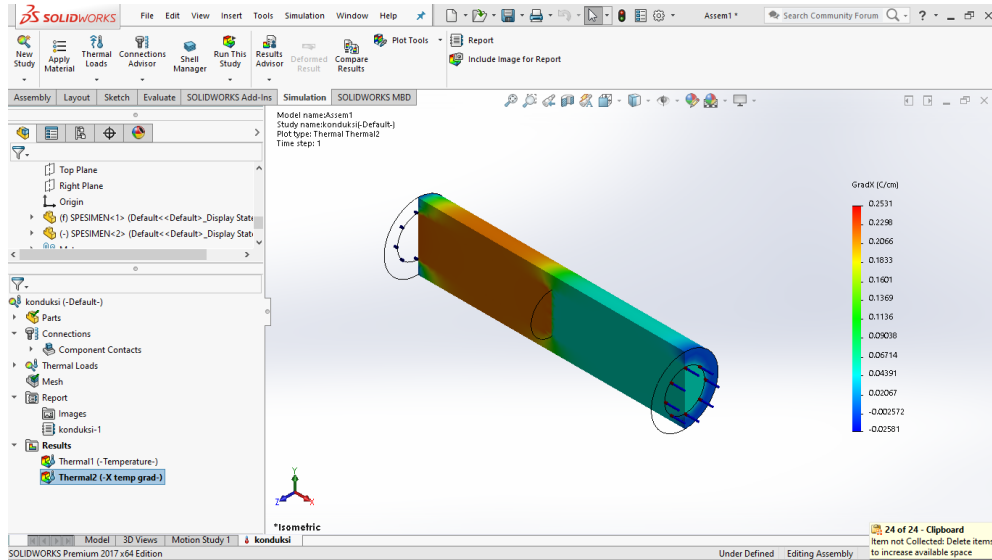 SOLIDWORKS File Edit View Insert Tools Simulation Window Help Assem1 * Search Community Forum
New Study
Apply Material
Thermal Loads
Connections Advisor
Shell Manager
Run This Study
Results Advisor
Deformed Result
Compare Results
Plot Tools
Report
Include Image for Report
Assembly Layout Sketch Evaluate SOLIDWORKS Add-Ins Simulation SOLIDWORKS MBD
Model name:Assem1
Study name:konduksi(-Default-)
Plot type: Thermal Thermal2
Time step: 1
Top Plane
Right Plane
Origin
(f) SPESIMEN<1> (Default<<Default>_Display State
(-) SPESIMEN<2> (Default<<Default>_Display State
konduksi (-Default-)
Parts
Connections
Component Contacts
Thermal Loads
Mesh
Report
Images
konduksi-1
Results
Thermal1 (-Temperature-)
Thermal2 (-X temp grad-)
GradX (C/cm)
0.2531
0.2298
0.2066
0.1833
0.1601
0.1369
0.1136
0.09038
0.06714
0.04391
0.02067
-0.002572
-0.02581
Y
Z
X
*Isometric
Model 3D Views Motion Study 1 konduksi
24 of 24 - Clipboard
Item not Collected: Delete items
to increase available space
SOLIDWORKS Premium 2017 x64 Edition Under Defined Editing Assembly